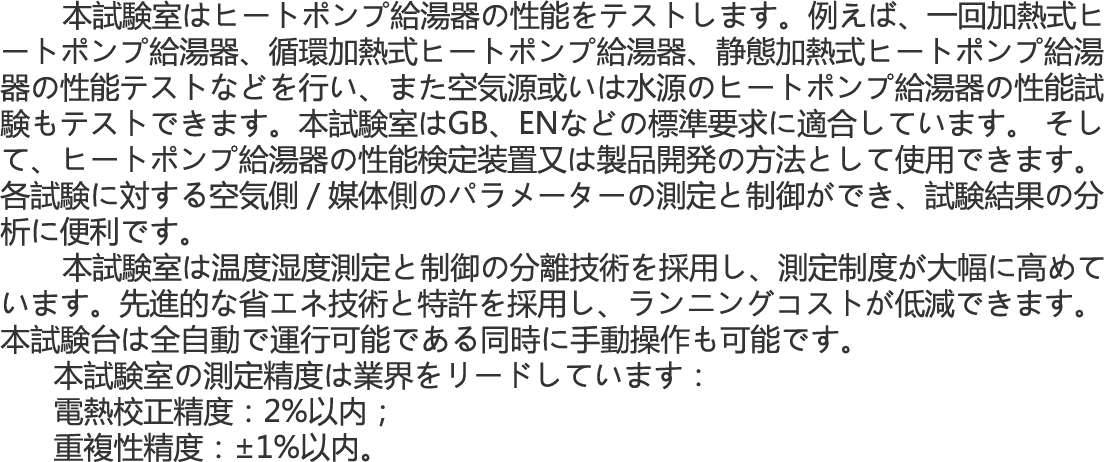 本試験室はヒートポンプ給湯器の性能をテストします。例えば、一回加熱式ヒ
ートポンプ給湯器、循環加熱式ヒートポンプ給湯器、静態加熱式ヒートポンプ給湯
器の性能テストなどを行い、また空気源或いは水源のヒートポンプ給湯器の性能試
験もテストできます。本試験室はGB、ENなどの標準要求に適合しています。 そし
て、ヒートポンプ給湯器の性能検定装置又は製品開発の方法として使用できます。
各試験に対する空気側 / 媒体側のパラメーターの測定と制御ができ、試験結果の分
析に便利です。
本試験室は温度湿度測定と制御の分離技術を採用し、測定制度が大幅に高めて
います。先進的な省エネ技術と特許を採用し、ランニングコストが低減できます。
本試験台は全自動で運行可能である同時に手動操作も可能です。
本試験室の測定精度は業界をリードしています：
電熱校正精度：2%以内；
重複性精度：±1%以内。